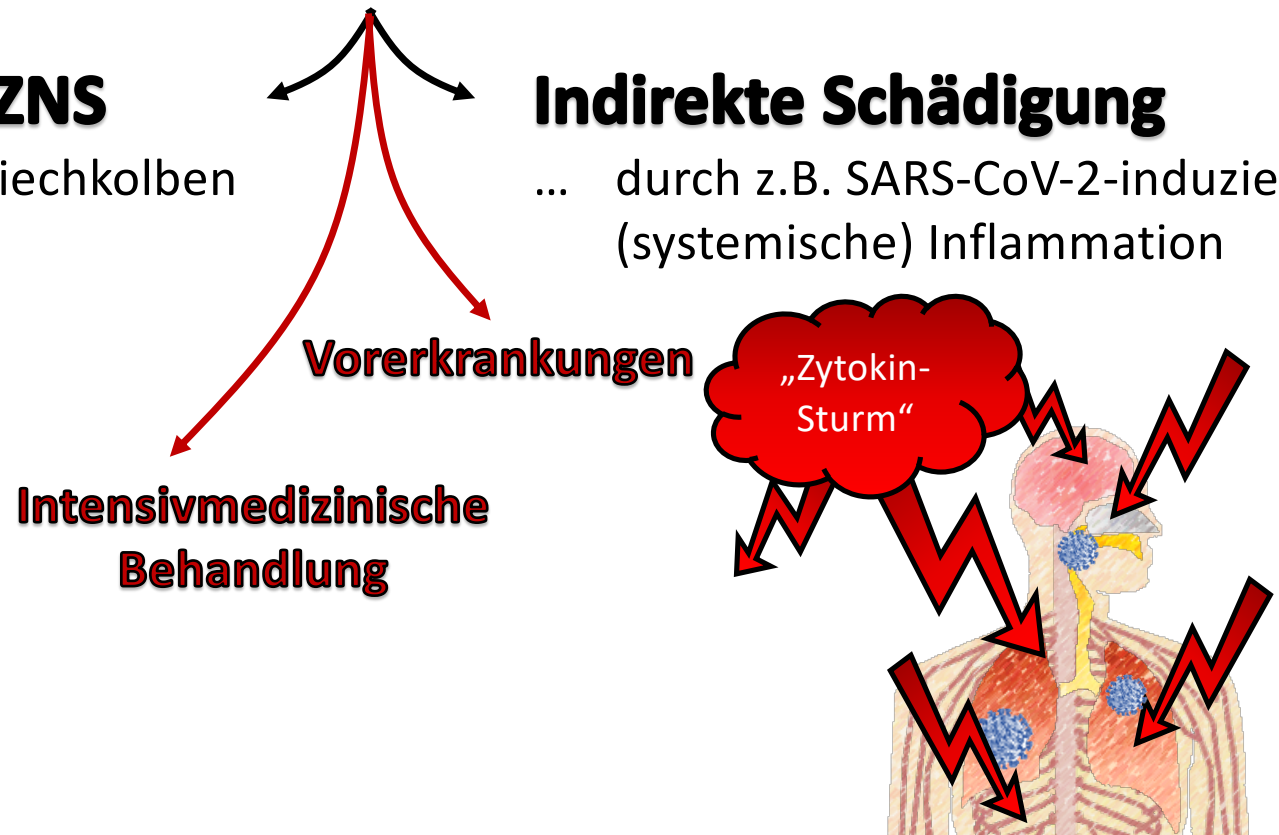 ZNS
iechkolben
Indirekte Schädigung
... durch z.B. SARS-CoV-2-induzie
(systemische) Inflammation
Vorerkrankungen
„Zytokin-
Sturm“
Intensivmedizinische
Behandlung